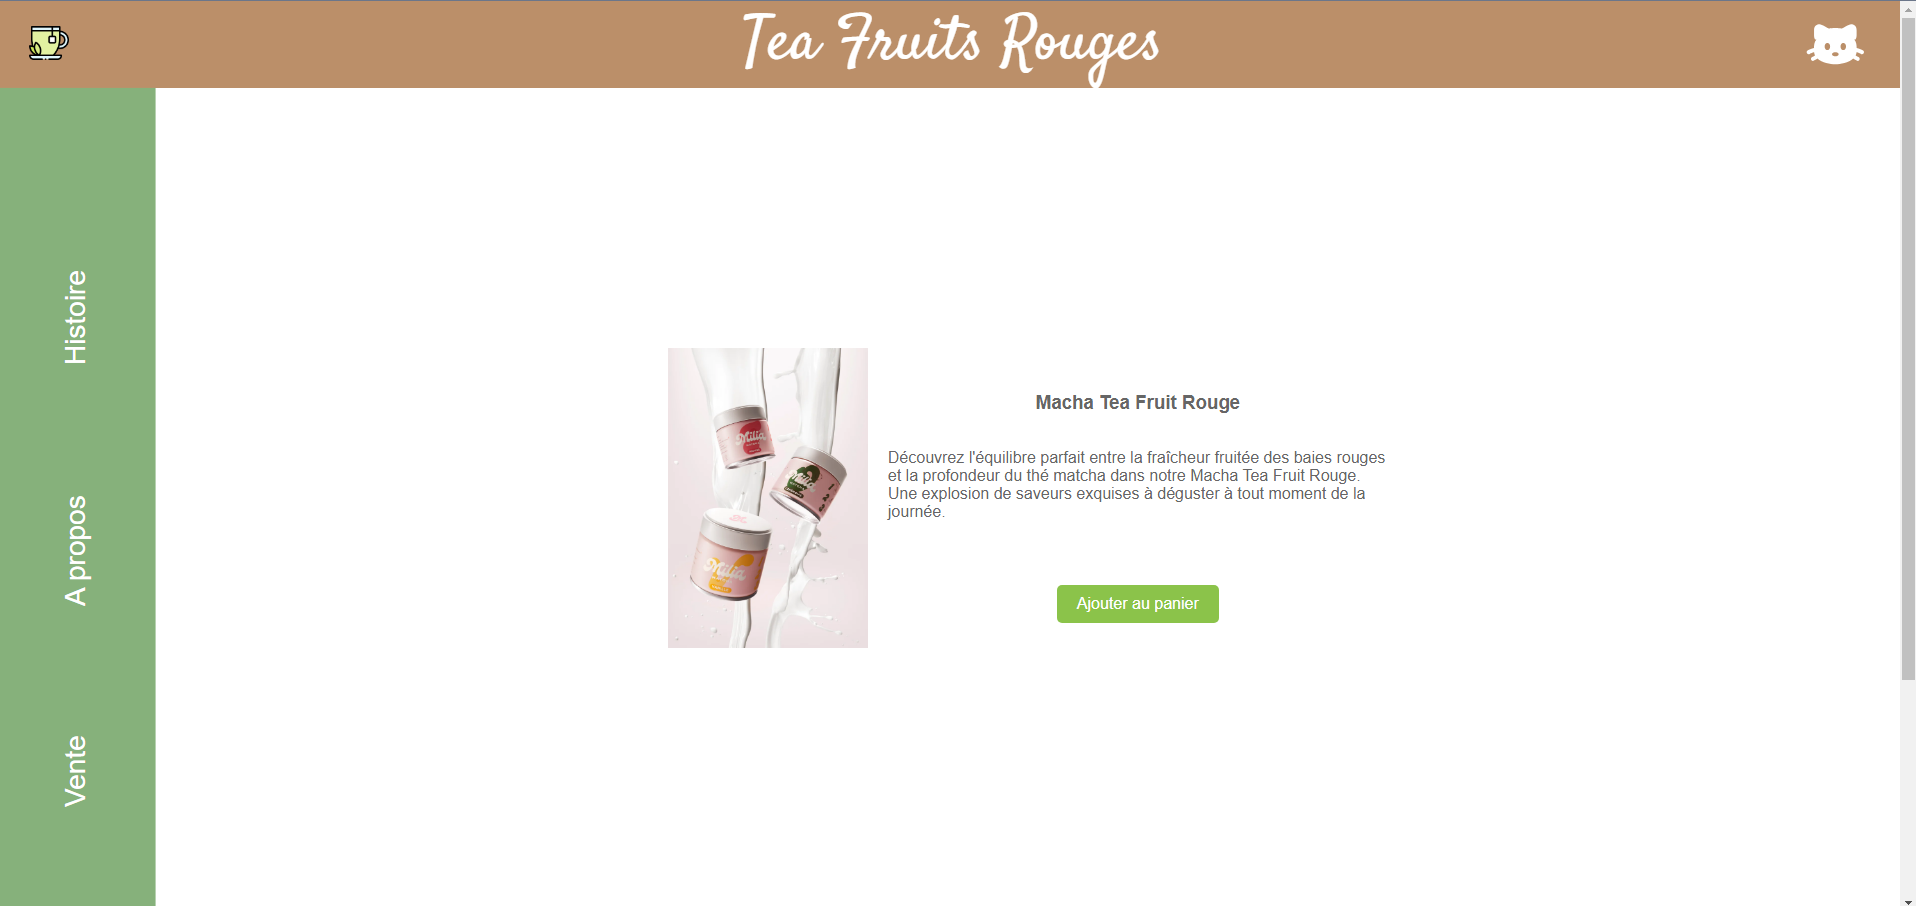 Tea Fruits Rouges
Histoire
A propos
Vente
Milia
Milia
Macha Tea Fruit Rouge
Découvrez l'équilibre parfait entre la fraîcheur fruitée des baies rouges
et la profondeur du thé matcha dans notre Macha Tea Fruit Rouge.
Une explosion de saveurs exquises à déguster à tout moment de la
journée.
Ajouter au panier